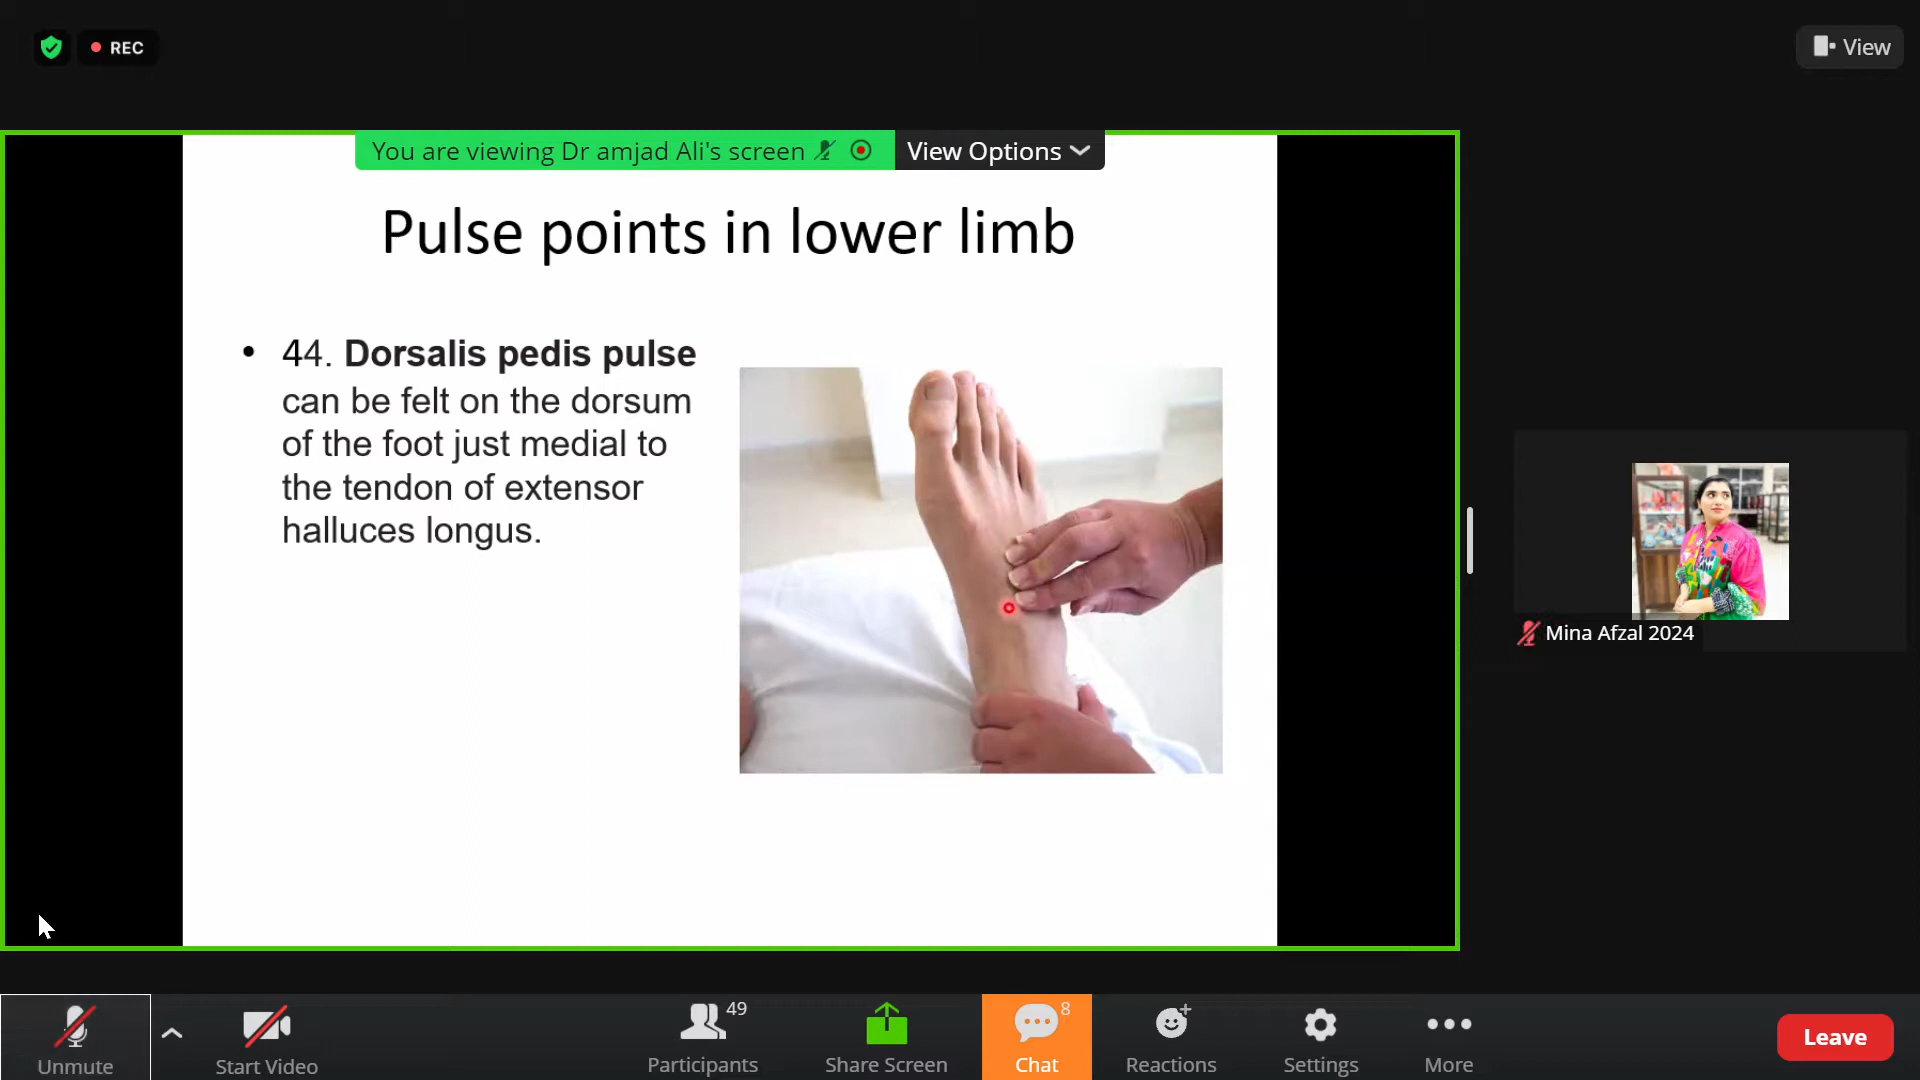 REC
View
You are viewing Dr amjad Ali's screen
View Options
Pulse points in lower limb
• 44. Dorsalis pedis pulse
can be felt on the dorsum
of the foot just medial to
the tendon of extensor
halluces longus.
Mina Afzal 2024
Unmute
Start Video
49
Participants
Share Screen
8
Chat
Reactions
Settings
More
Leave